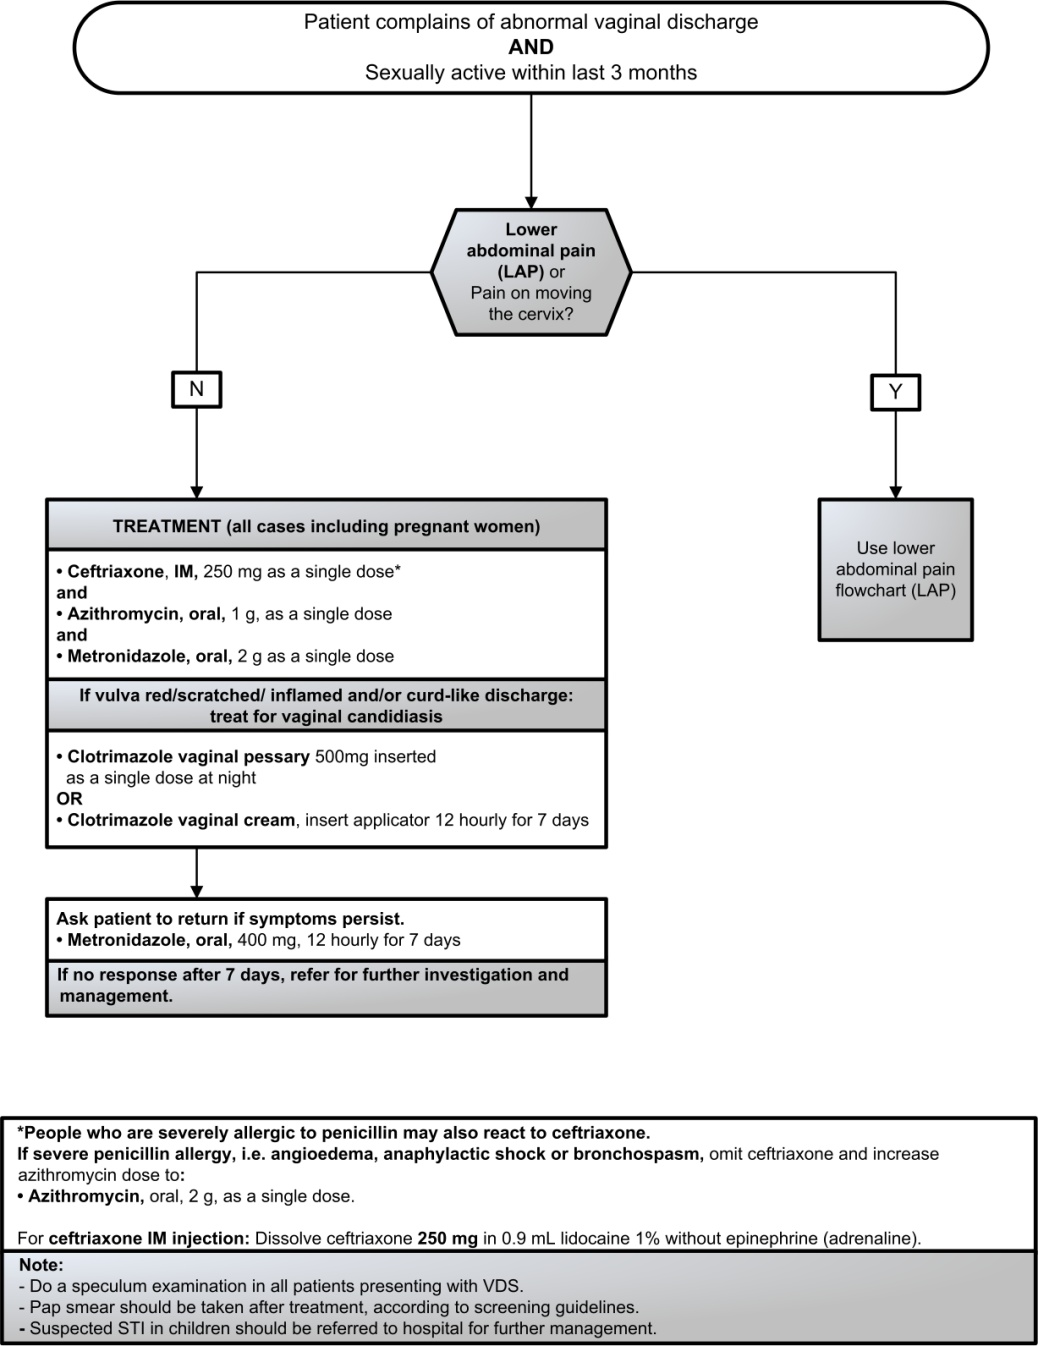 Patient complains of abnormal vaginal discharge
AND
Sexually active within last 3 months
Lower
abdominal pain
(LAP) or
Pain on moving
the cervix?
N
Y
TREATMENT (all cases including pregnant women)
• Ceftriaxone, IM, 250 mg as a single dose*
and
• Azithromycin, oral, 1 g, as a single dose
and
• Metronidazole, oral, 2 g as a single dose
If vulva red/scratched/ inflamed and/or curd-like discharge:
treat for vaginal candidiasis
• Clotrimazole vaginal pessary 500mg inserted
as a single dose at night
OR
• Clotrimazole vaginal cream, insert applicator 12 hourly for 7 days
Use lower
abdominal pain
flowchart (LAP)
Ask patient to return if symptoms persist.
• Metronidazole, oral, 400 mg, 12 hourly for 7 days
If no response after 7 days, refer for further investigation and
management.
*People who are severely allergic to penicillin may also react to ceftriaxone.
If severe penicillin allergy, i.e. angioedema, anaphylactic shock or bronchospasm, omit ceftriaxone and increase
azithromycin dose to:
• Azithromycin, oral, 2 g, as a single dose.
For ceftriaxone IM injection: Dissolve ceftriaxone 250 mg in 0.9 mL lidocaine 1% without epinephrine (adrenaline).
Note:
- Do a speculum examination in all patients presenting with VDS.
- Pap smear should be taken after treatment, according to screening guidelines.
- Suspected STI in children should be referred to hospital for further management.